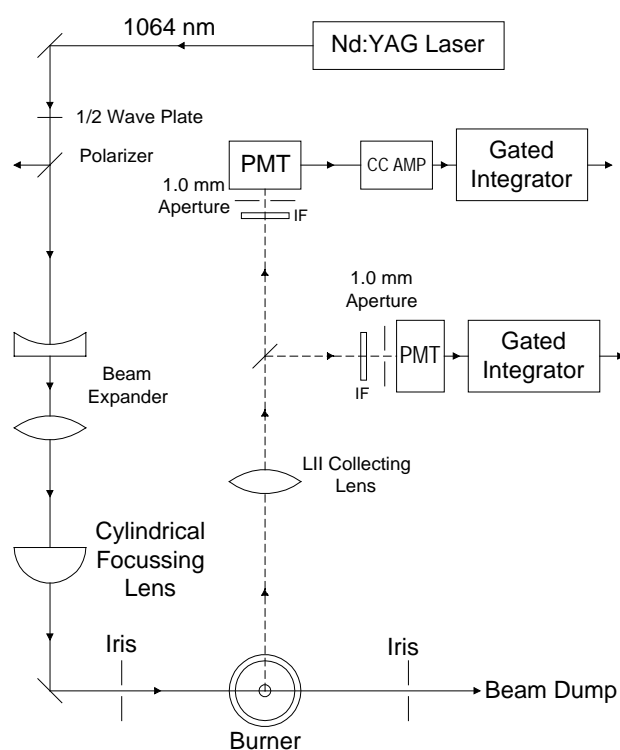 1064 nm
Nd:YAG Laser
1/2 Wave Plate
Polarizer
PMT
CC AMP
Gated
Integrator
1.0 mm
Aperture
IF
1.0 mm
Aperture
PMT
Gated
Integrator
IF
Beam
Expander
LII Collecting
Lens
Cylindrical
Focussing
Lens
Iris
Iris
Beam Dump
Burner